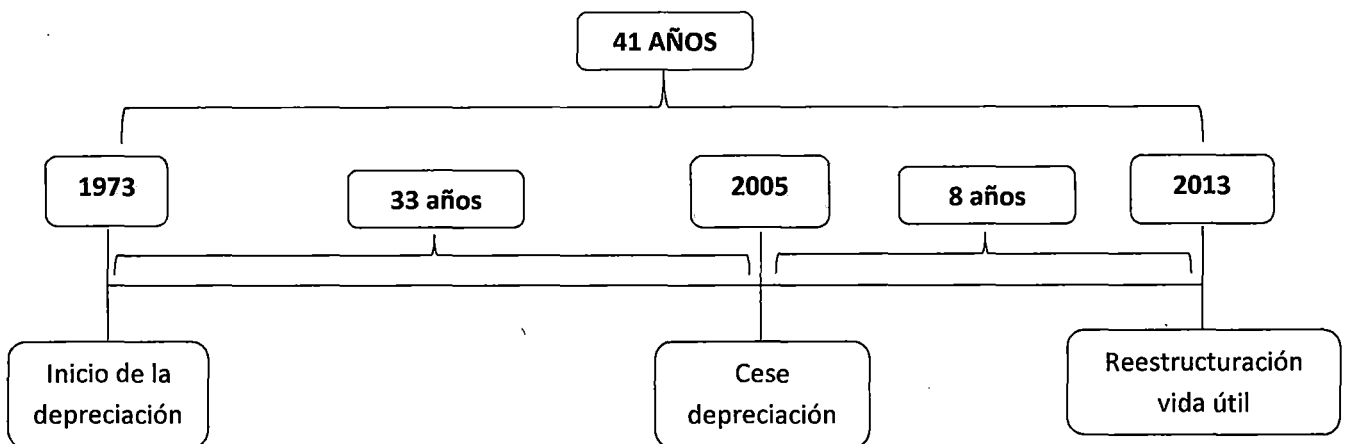 41 AÑOS
1973
33 años
2005
8 años
2013
Inicio de la
depreciación
Cese
depreciación
Reestructuración
vida útil